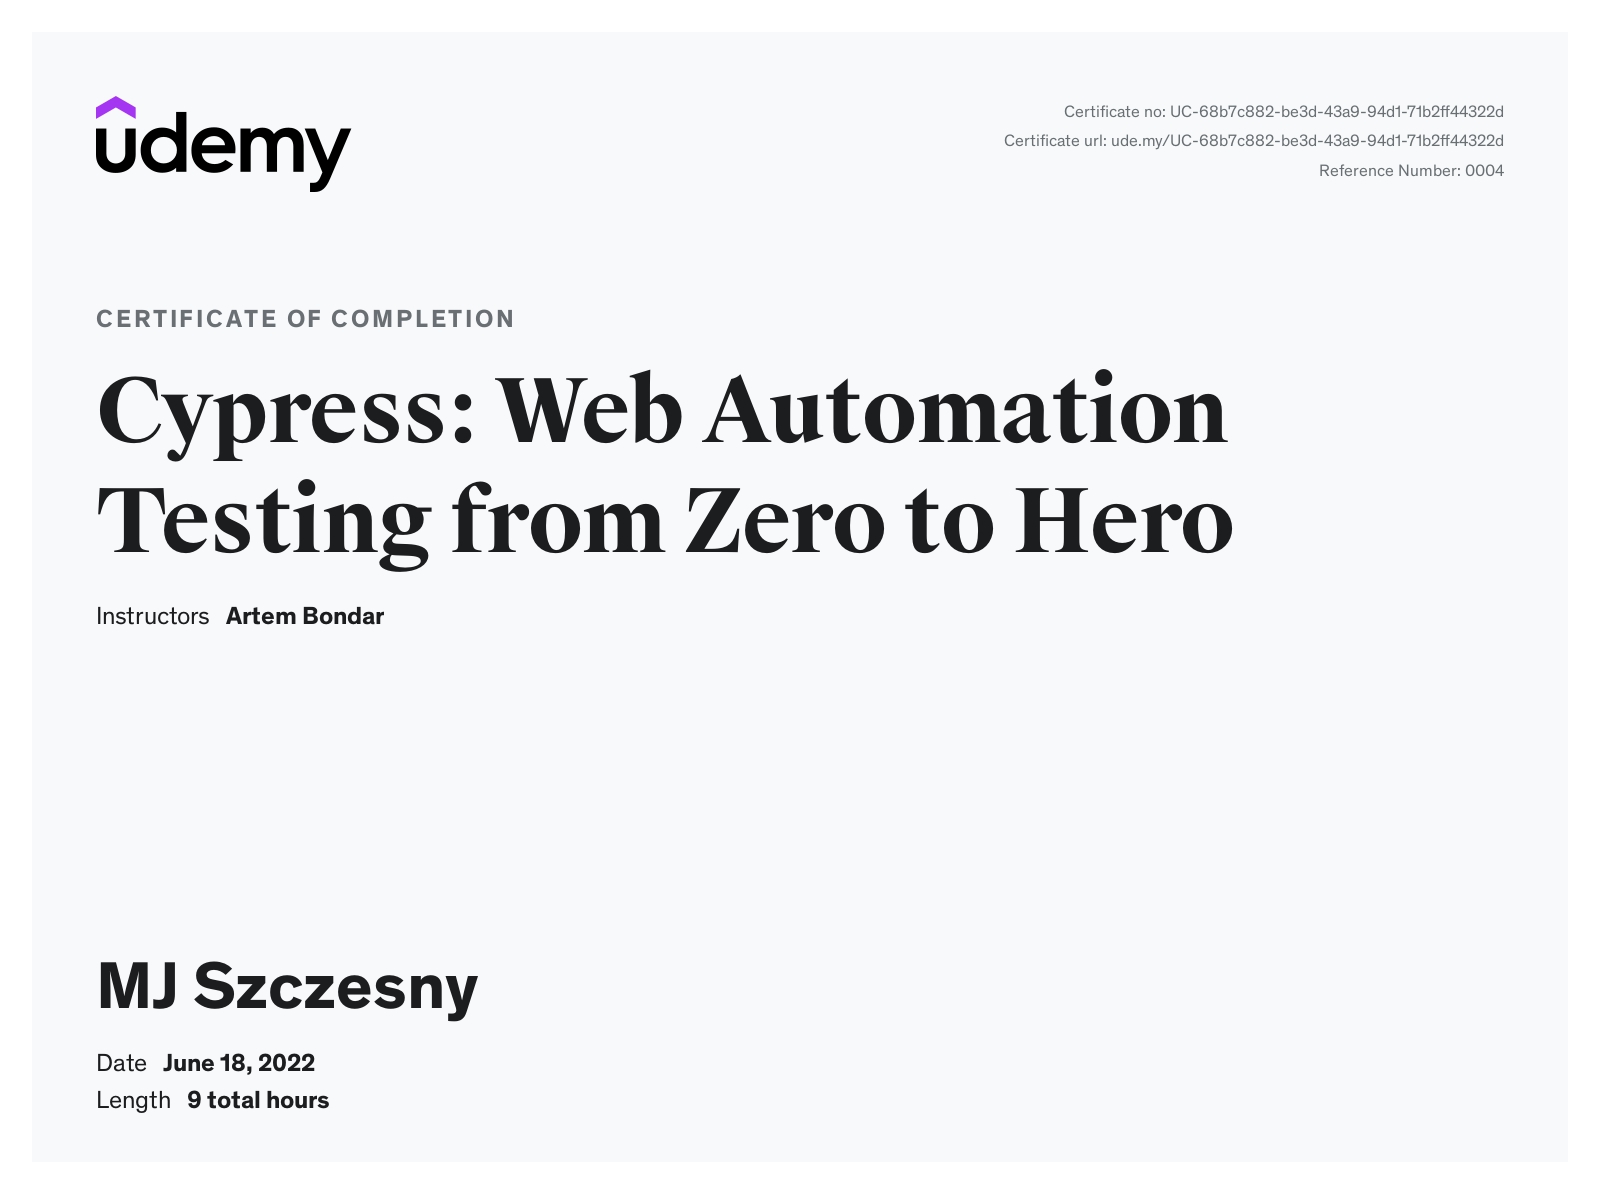 udemy
Certificate no: UC-68b7c882-be3d-43a9-94d1-71b2ff44322d
Certificate url: ude.my/UC-68b7c882-be3d-43a9-94d1-71b2ff44322d
Reference Number: 0004
CERTIFICATE OF COMPLETION
Cypress: Web Automation
Testing from Zero to Hero
Instructors Artem Bondar
MJ Szczesny
Date June 18, 2022
Length 9 total hours